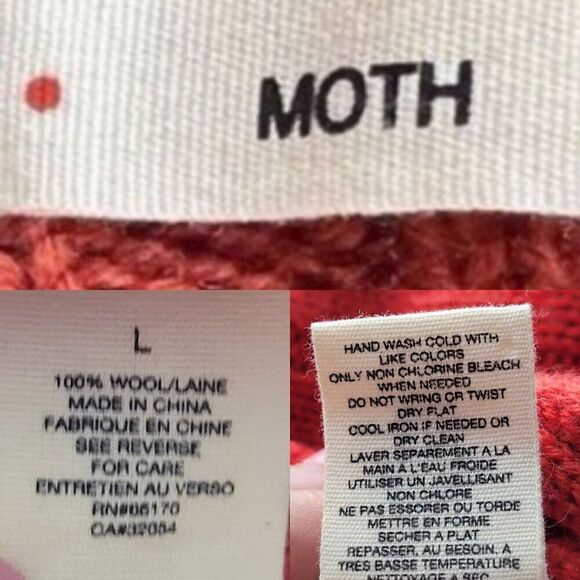 MOTH
L
100% WOOL/LAINE
MADE IN CHINA
FABRIQUE EN CHINE
SEE REVERSE
FOR CARE
ENTRETIEN AU VERSO
RN#66170
CA#32054
HAND WASH COLD WITH
LIKE COLORS
ONLY NON CHLORINE BLEACH
WHEN NEEDED
DO NOT WRING OR TWIST
DRY FLAT
COOL IRON IF NEEDED OR
DRY CLEAN
LAVER SEPAREMENT A LA
MAIN A L'EAU FROIDE
UTILISER UN JAVELLISANT
NON CHLORE
NE PAS ESSORER OU TORDE
METTRE EN FORME
SECHER A PLAT
REPASSER, AU BESOIN, A
TRES BASSE TEMPERATURE
NETTOYAGE A SEC